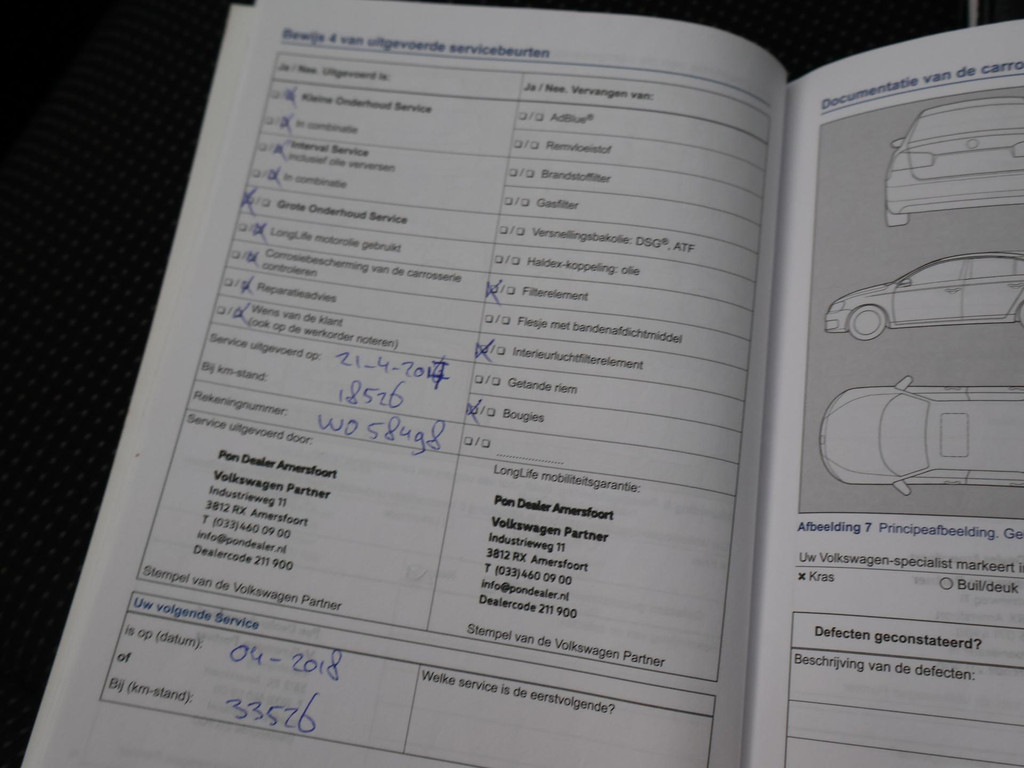 Bewijs 4 van uitgevoerde servicebeurten
Ja / Nee. Uitgevoerd is:
Kleine Onderhoud Service
In combinatie
Interval Service
inclusief olie verversen
In combinatie
Grote Onderhoud Service
LongLife motorolie gebruikt
Corrosiebescherming van de carrosserie
controleren
Reparatieadvies
Wens van de klant
(ook op de werkorder noteren)
Service uitgevoerd op: 21-4-2017
Bij km-stand: 18526
Rekeningnummer: WO58498
Service uitgevoerd door:
Pon Dealer Amersfoort
Volkswagen Partner
Industrieweg 11
3812 RX Amersfoort
T (033) 460 09 00
info@pondealer.nl
Dealercode 211 900
Stempel van de Volkswagen Partner
Ja / Nee. Vervangen van:
AdBlue®
Remvloeistof
Brandstoffilter
Gasfilter
Versnellingsbakolie: DSG®, ATF
Haldex-koppeling: olie
Filterelement
Flesje met bandenafdichtmiddel
Interieurluchtfilterelement
Getande riem
Bougies
LongLife mobiliteitsgarantie:
Pon Dealer Amersfoort
Volkswagen Partner
Industrieweg 11
3812 RX Amersfoort
T (033) 460 09 00
info@pondealer.nl
Dealercode 211 900
Stempel van de Volkswagen Partner
Uw volgende Service
is op (datum): 04-2018
of
Bij (km-stand): 33526
Welke service is de eerstvolgende?
Documentatie van de carro
Afbeelding 7 Principeafbeelding. Ge
Uw Volkswagen-specialist markeert i
x Kras
Buil/deuk
Defecten geconstateerd?
Beschrijving van de defecten: